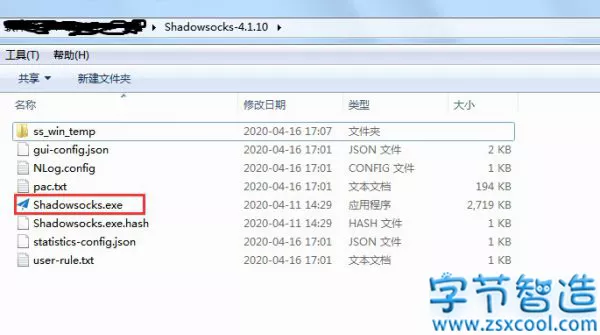 Shadowsocks-4.1.10
工具(T) 帮助(H)
共享 新建文件夹
名称 修改日期 类型 大小
ss_win_temp 2020-04-16 17:07 文件夹
gui-config.json 2020-04-16 17:01 JSON 文件 2 KB
NLog.config 2020-04-16 17:01 CONFIG 文件 1 KB
pac.txt 2020-04-16 17:01 文本文档 194 KB
Shadowsocks.exe 2020-04-11 14:29 应用程序 2,719 KB
Shadowsocks.exe.hash 2020-04-11 14:29 HASH 文件 1 KB
statistics-config.json 2020-04-16 17:01 JSON 文件 1 KB
user-rule.txt 2020-04-16 17:01 文本文档 1 KB
字节智造
www.zsxcool.com